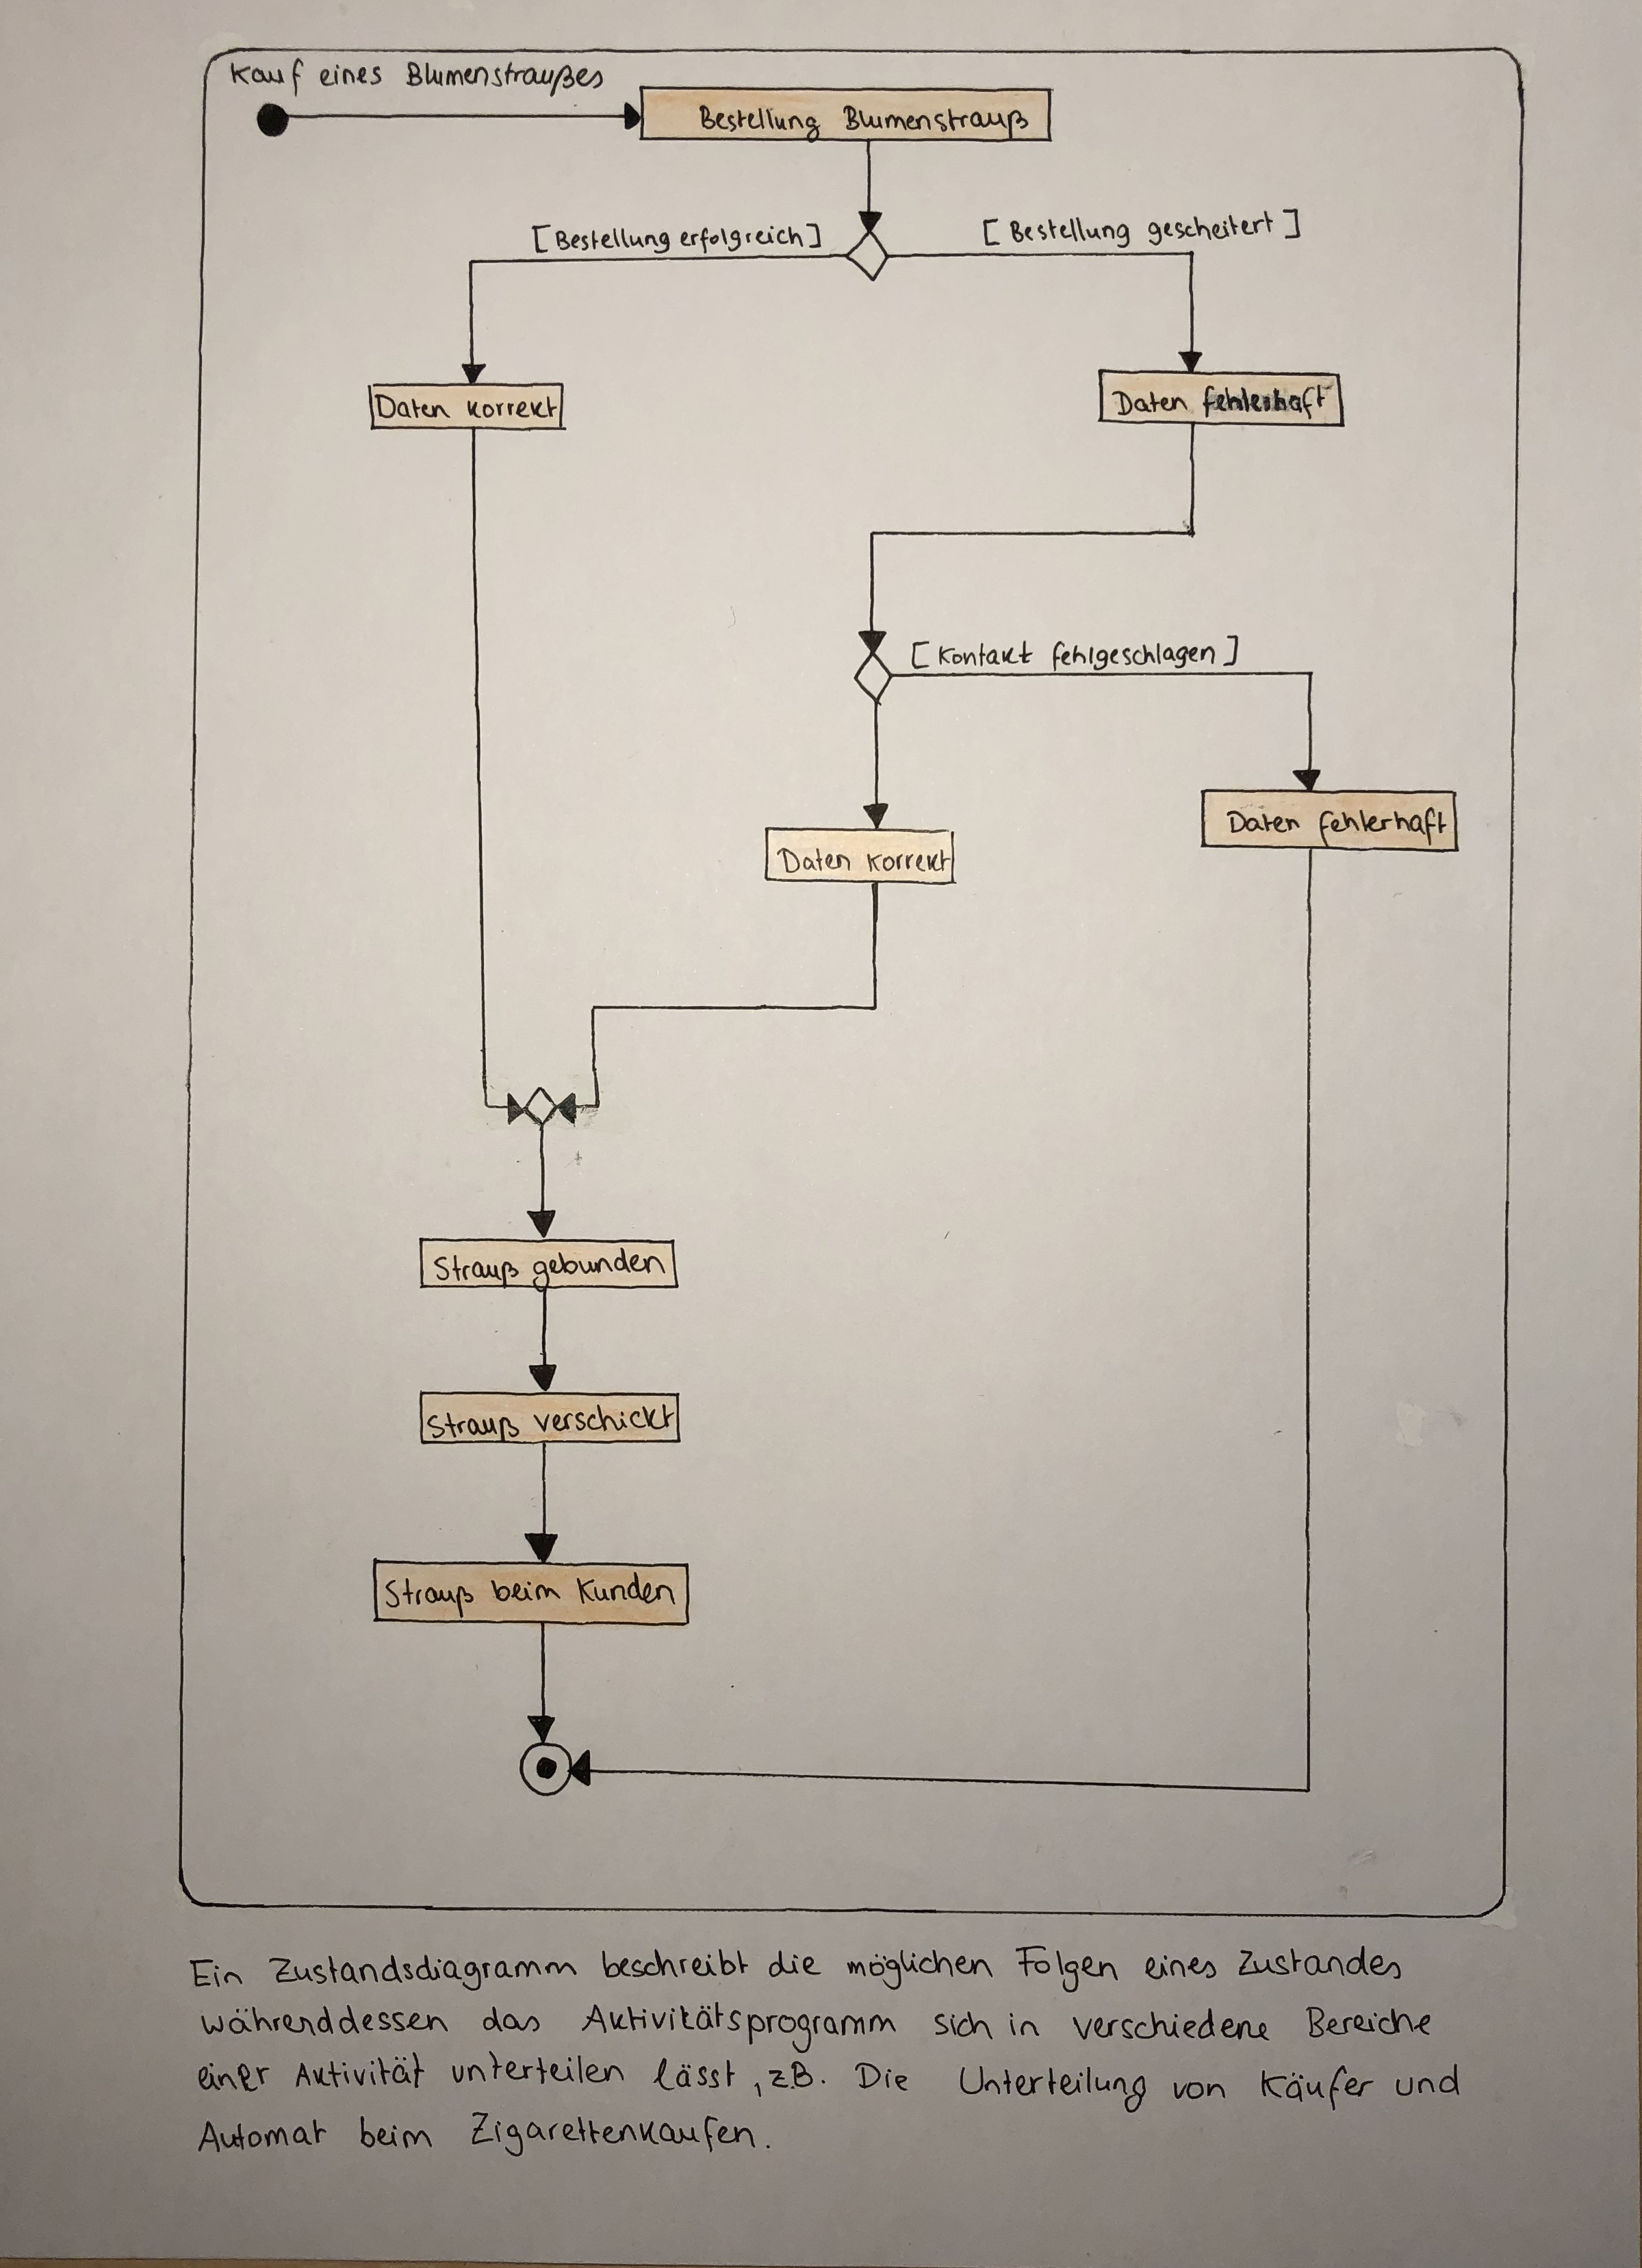 Kauf eines Blumenstraußes
Bestellung Blumenstrauß
[Bestellung erfolgreich]
[Bestellung gescheitert]
Daten korrekt
Daten fehlerhaft
[Kontakt fehlgeschlagen]
Daten korrekt
Daten fehlerhaft
Strauß gebunden
Strauß verschickt
Strauß beim Kunden
Ein Zustandsdiagramm beschreibt die möglichen Folgen eines Zustandes
währenddessen das Aktivitätsprogramm sich in verschiedene Bereiche
einer Aktivität unterteilen lässt, z.B. Die Unterteilung von Käufer und
Automat beim Zigarettenkaufen.